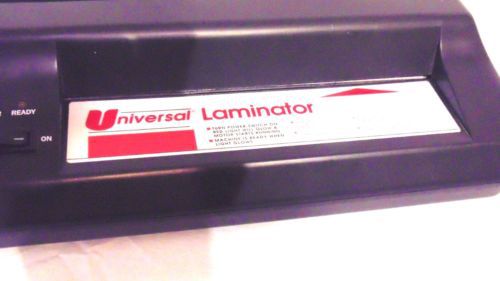 READY
ON
Universal Laminator
TURN POWER SWITCH ON
RED LIGHT WILL GLOW &
MOTOR STARTS RUNNING
MACHINE IS READY WHEN
LIGHT GLOWS